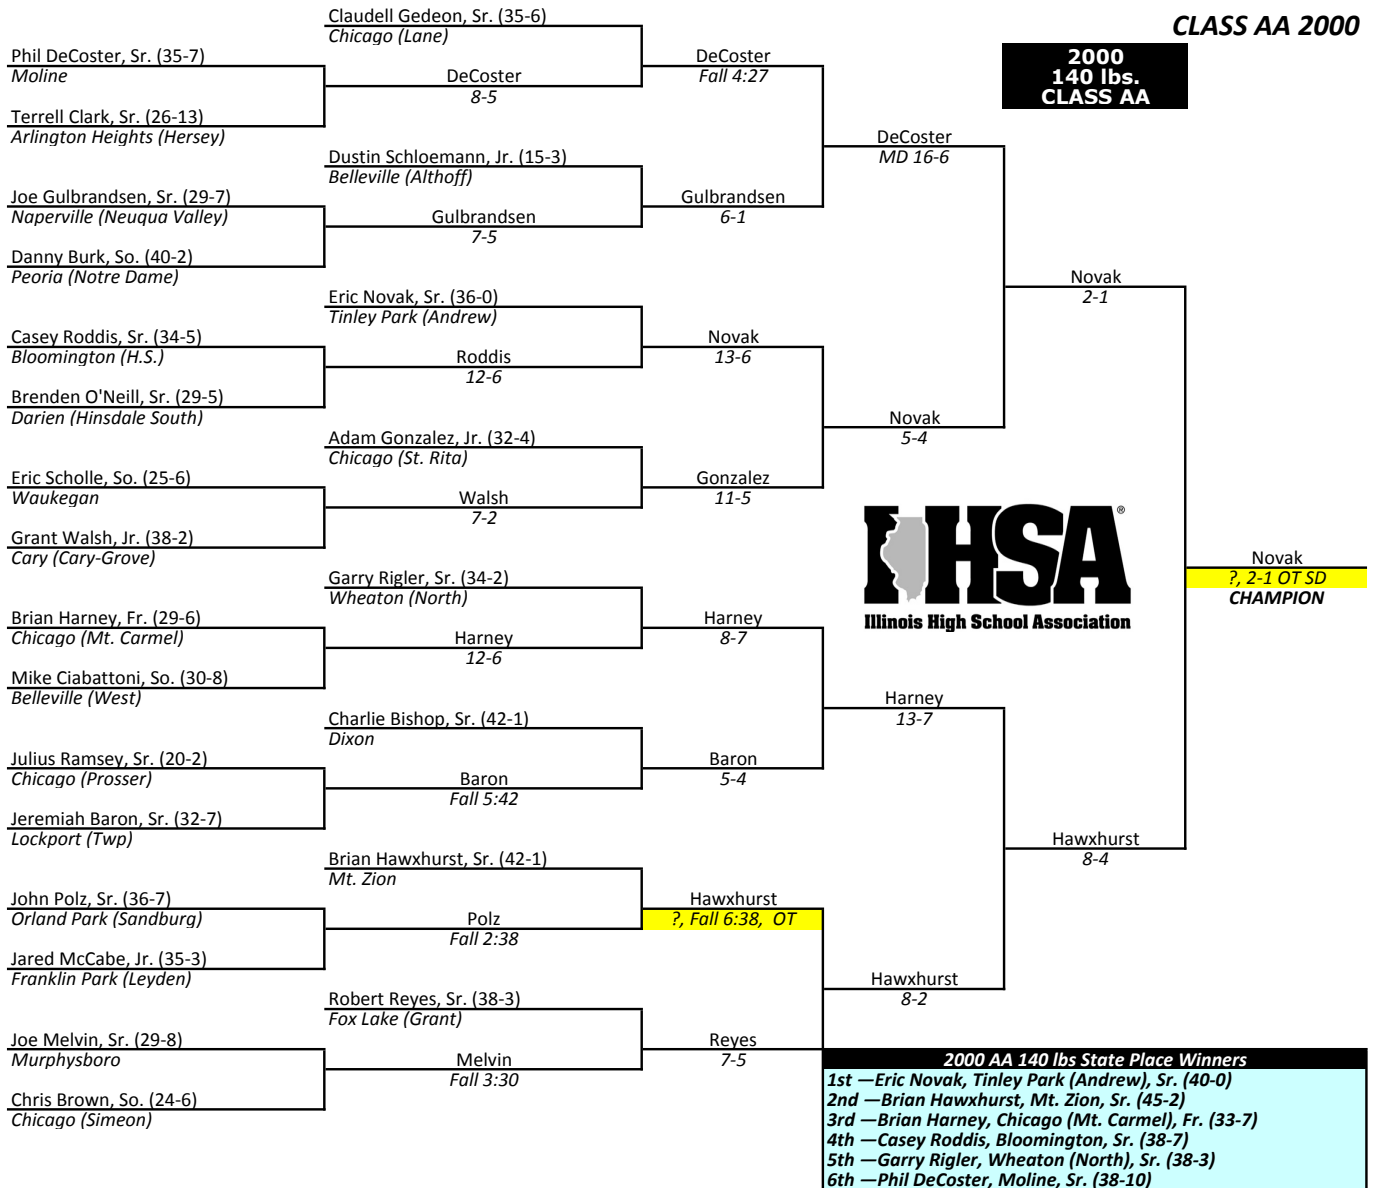 CLASS AA 2000
2000
140 lbs.
CLASS AA
Phil DeCoster, Sr. (35-7)
Moline
Terrell Clark, Sr. (26-13)
Arlington Heights (Hersey)
Joe Gulbrandsen, Sr. (29-7)
Naperville (Neuqua Valley)
Danny Burk, So. (40-2)
Peoria (Notre Dame)
Casey Roddis, Sr. (34-5)
Bloomington (H.S.)
Brenden O'Neill, Sr. (29-5)
Darien (Hinsdale South)
Eric Scholle, So. (25-6)
Waukegan
Grant Walsh, Jr. (38-2)
Cary (Cary-Grove)
Brian Harney, Fr. (29-6)
Chicago (Mt. Carmel)
Mike Ciabattoni, So. (30-8)
Belleville (West)
Julius Ramsey, Sr. (20-2)
Chicago (Prosser)
Jeremiah Baron, Sr. (32-7)
Lockport (Twp)
John Polz, Sr. (36-7)
Orland Park (Sandburg)
Jared McCabe, Jr. (35-3)
Franklin Park (Leyden)
Joe Melvin, Sr. (29-8)
Murphysboro
Chris Brown, So. (24-6)
Chicago (Simeon)
Claudell Gedeon, Sr. (35-6)
Chicago (Lane)
DeCoster
8-5
Dustin Schloemann, Jr. (15-3)
Belleville (Althoff)
Gulbrandsen
7-5
Eric Novak, Sr. (36-0)
Tinley Park (Andrew)
Roddis
12-6
Adam Gonzalez, Jr. (32-4)
Chicago (St. Rita)
Walsh
7-2
Garry Rigler, Sr. (34-2)
Wheaton (North)
Harney
12-6
Charlie Bishop, Sr. (42-1)
Dixon
Baron
Fall 5:42
Brian Hawxhurst, Sr. (42-1)
Mt. Zion
Polz
Fall 2:38
Robert Reyes, Sr. (38-3)
Fox Lake (Grant)
Melvin
Fall 3:30
DeCoster
Fall 4:27
Gulbrandsen
6-1
Novak
13-6
Gonzalez
11-5
Harney
8-7
Baron
5-4
Hawxhurst
?, Fall 6:38, OT
Reyes
7-5
DeCoster
MD 16-6
Novak
5-4
Harney
13-7
Hawxhurst
8-2
Novak
2-1
Hawxhurst
8-4
Novak
?, 2-1 OT SD
CHAMPION
IHSA®
Illinois High School Association
2000 AA 140 lbs State Place Winners
1st —Eric Novak, Tinley Park (Andrew), Sr. (40-0)
2nd —Brian Hawxhurst, Mt. Zion, Sr. (45-2)
3rd —Brian Harney, Chicago (Mt. Carmel), Fr. (33-7)
4th —Casey Roddis, Bloomington, Sr. (38-7)
5th —Garry Rigler, Wheaton (North), Sr. (38-3)
6th —Phil DeCoster, Moline, Sr. (38-10)